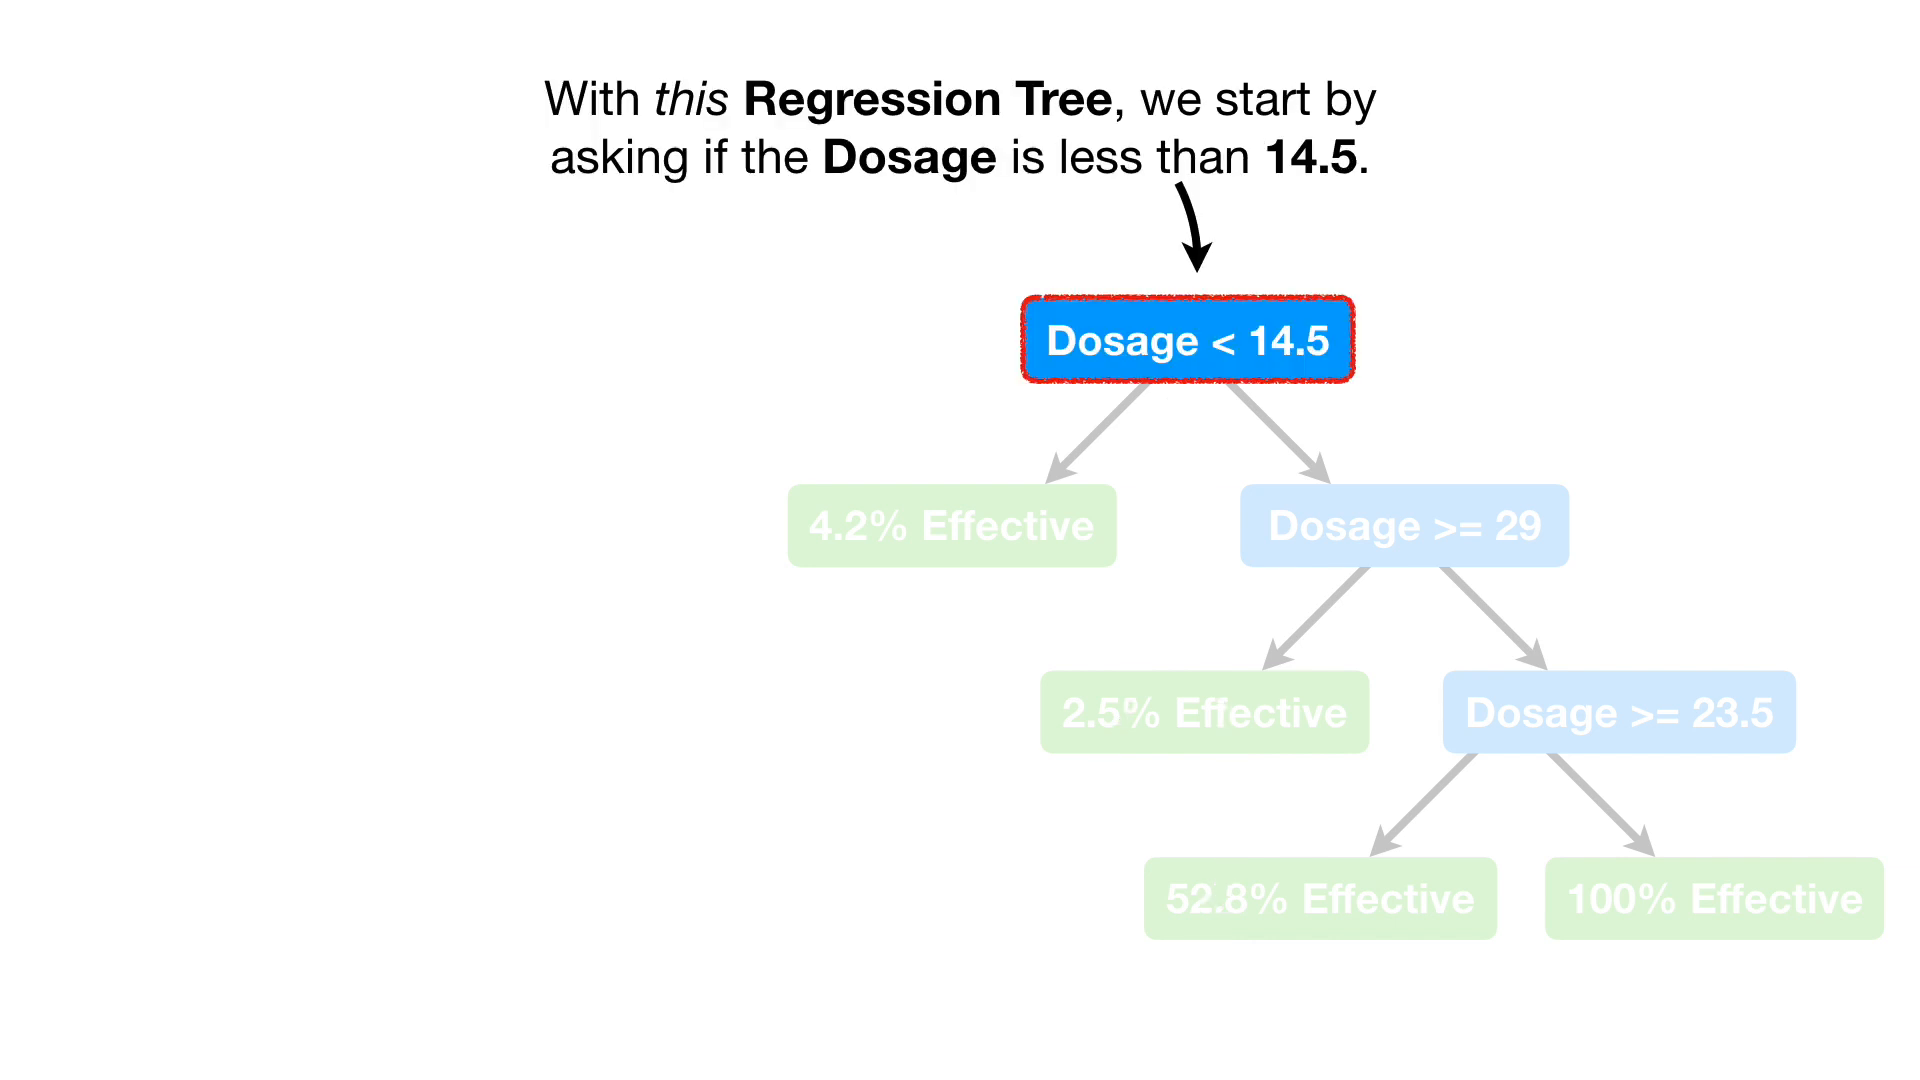 With this Regression Tree, we start by
asking if the Dosage is less than 14.5.
Dosage < 14.5
4.2% Effective
Dosage >= 29
2.5% Effective
Dosage >= 23.5
52.8% Effective
100% Effective